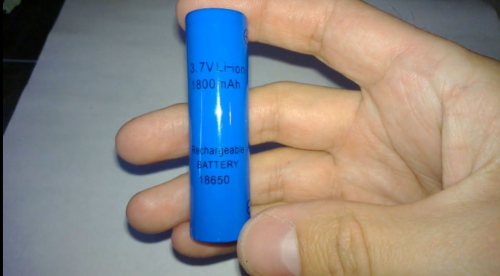 3.7V Li-ion
1800 mAh
Rechargeable
BATTERY
18650